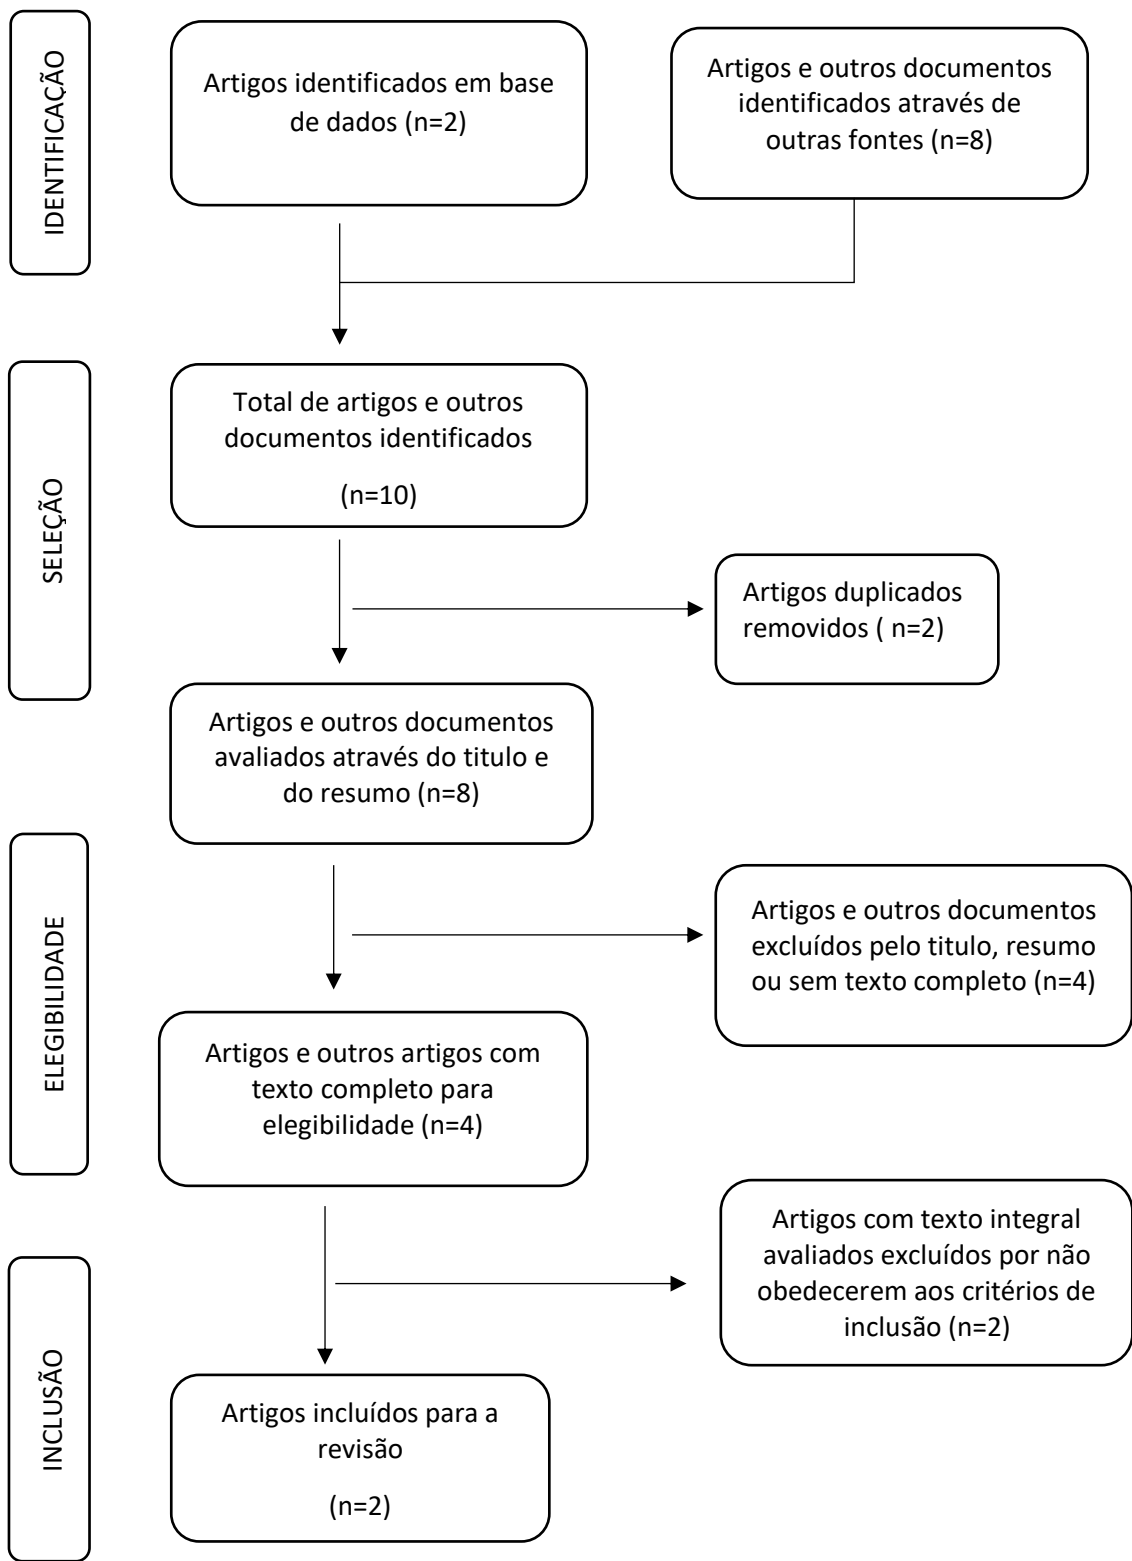 IDENTIFICAÇÃO
Artigos identificados em base
de dados (n=2)
Artigos e outros documentos
identificados através de
outras fontes (n=8)
SELEÇÃO
Total de artigos e outros
documentos identificados
(n=10)
Artigos duplicados
removidos ( n=2)
Artigos e outros documentos
avaliados através do titulo e
do resumo (n=8)
ELEGIBILIDADE
Artigos e outros documentos
excluídos pelo titulo, resumo
ou sem texto completo (n=4)
Artigos e outros artigos com
texto completo para
elegibilidade (n=4)
Artigos com texto integral
avaliados excluídos por não
obedecerem aos critérios de
inclusão (n=2)
INCLUSÃO
Artigos incluídos para a
revisão
(n=2)